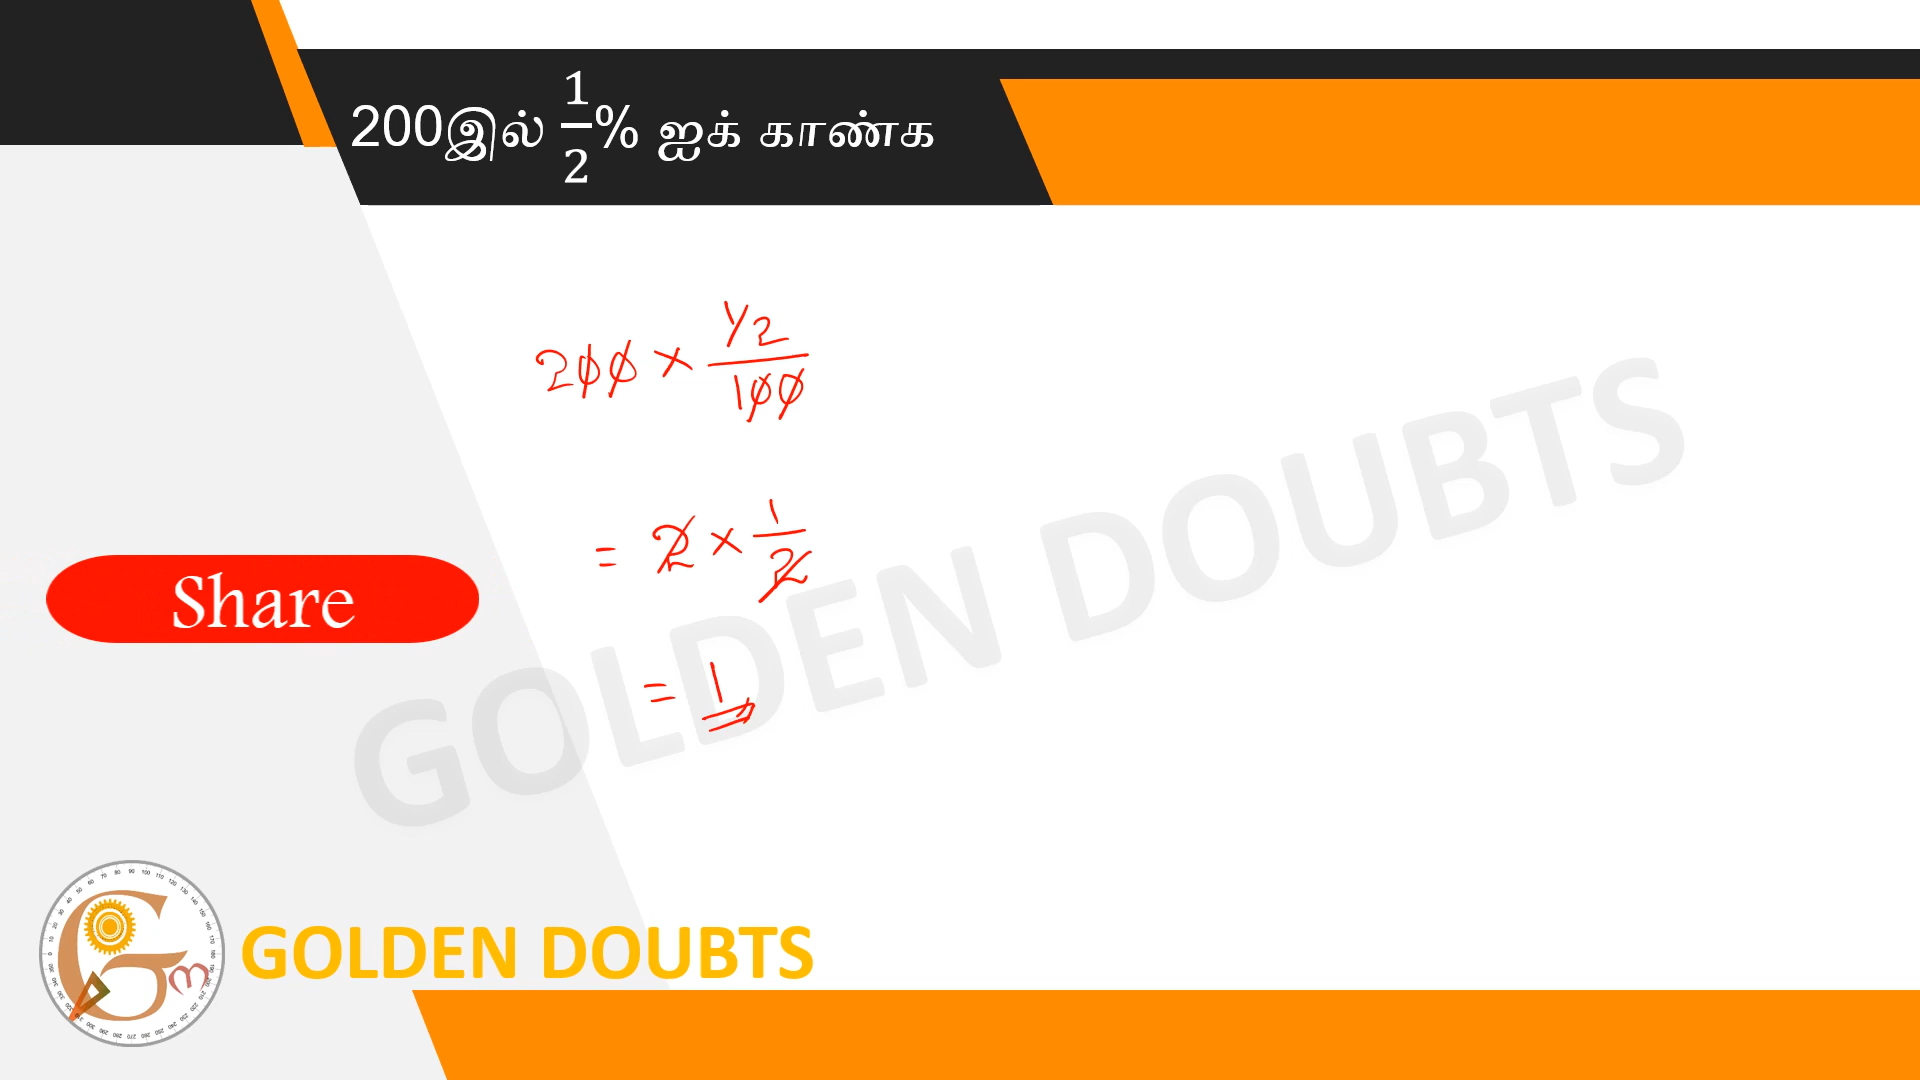 200இல் 1/2% ஐக் காண்க
200 × 1/2 / 100
= 2 × 1/2
= 1
Share
GOLDEN DOUBTS
GOLDEN DOUBTS